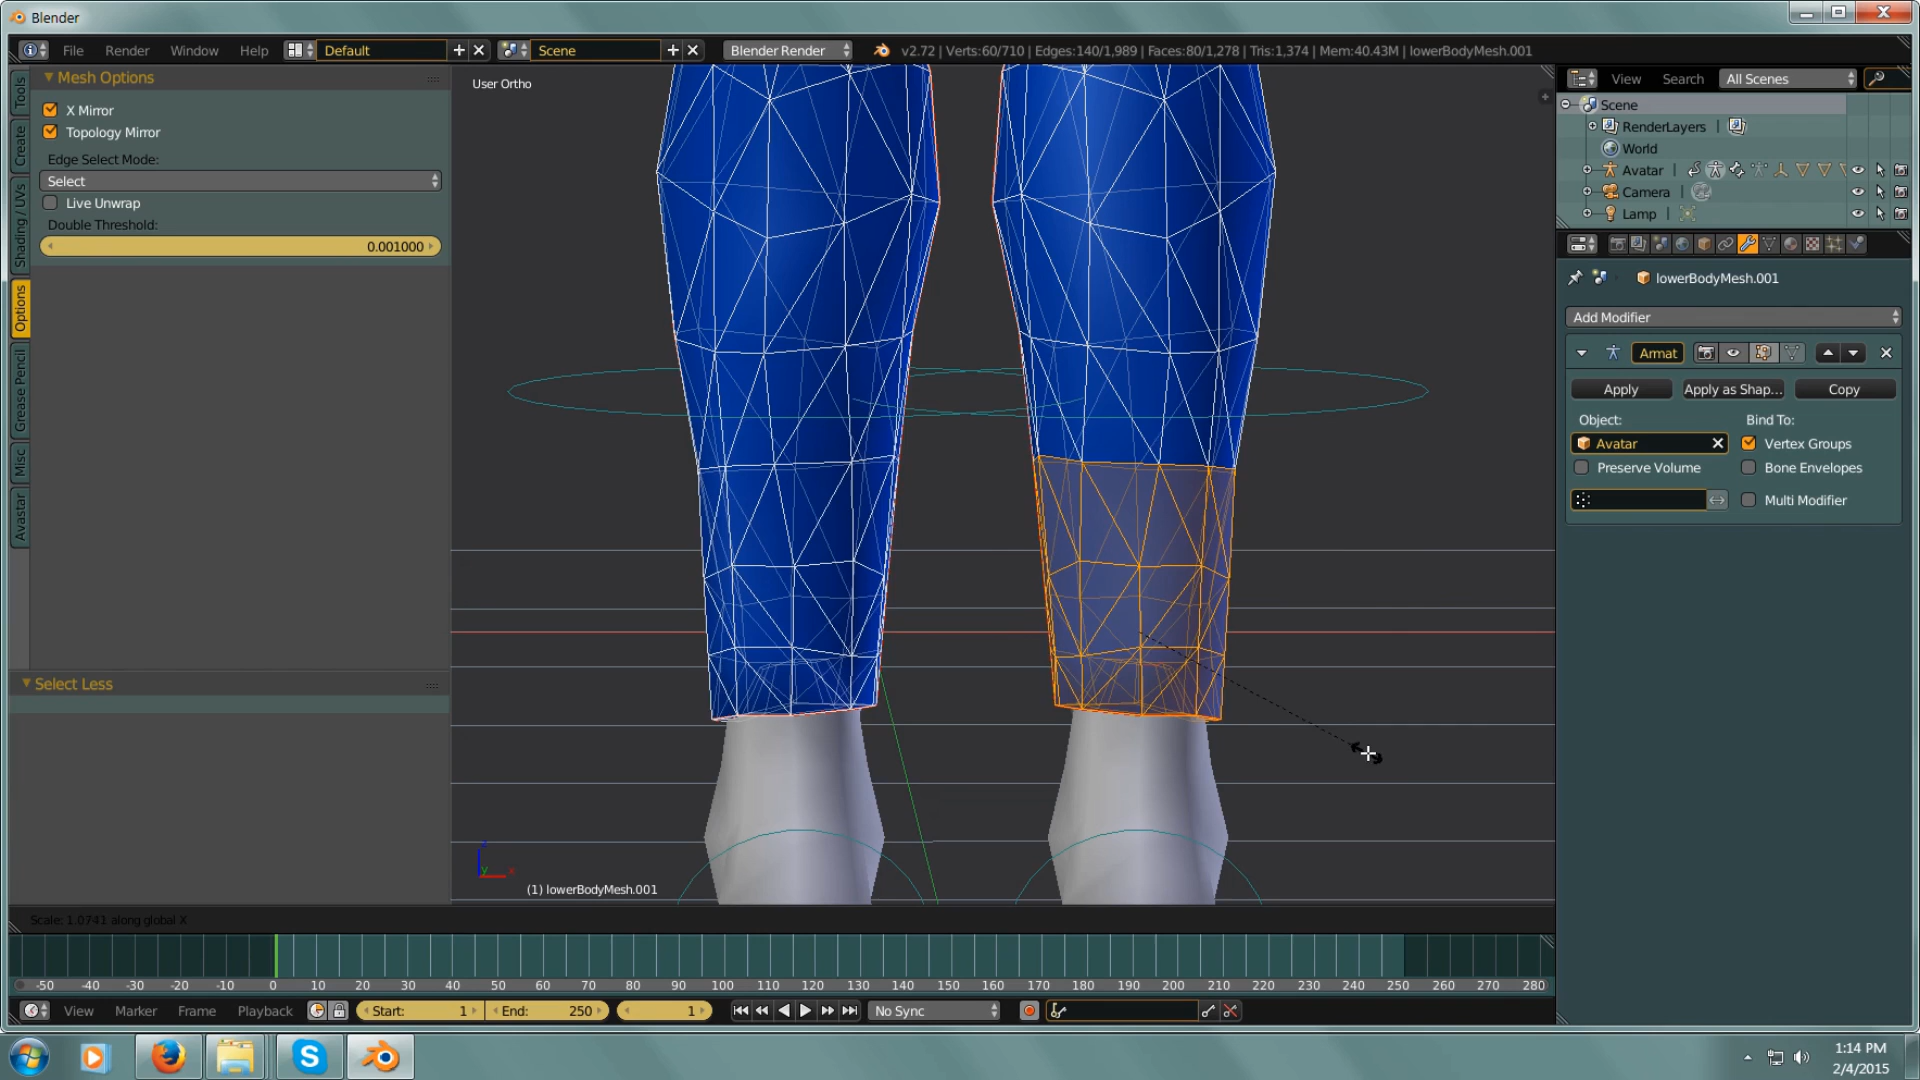 Blender
File Render Window Help Default Scene Blender Render v2.72 | Verts:60/710 | Edges:140/1,989 | Faces:80/1,278 | Tris:1,374 | Mem:40.43M | lowerBodyMesh.001
Mesh Options
X Mirror
Topology Mirror
Edge Select Mode:
Select
Live Unwrap
Double Threshold:
0.001000
Tools
Create
Shading / UVs
Options
Grease Pencil
Misc
Avastar
Select Less
User Ortho
(1) lowerBodyMesh.001
Scale: 1.0741 along global X
View Search All Scenes
Scene
RenderLayers
World
Avatar
Camera
Lamp
lowerBodyMesh.001
Add Modifier
Armat
Apply Apply as Shap... Copy
Object: Bind To:
Avatar Vertex Groups
Preserve Volume Bone Envelopes
Multi Modifier
-50 -40 -30 -20 -10 0 10 20 30 40 50 60 70 80 90 100 110 120 130 140 150 160 170 180 190 200 210 220 230 240 250 260 270 280
View Marker Frame Playback Start: 1 End: 250 1 No Sync
1:14 PM
2/4/2015